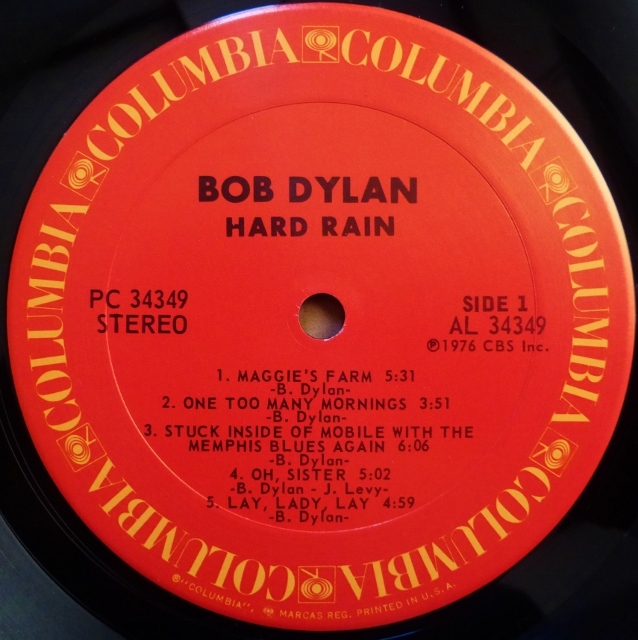 COLUMBIA COLUMBIA COLUMBIA COLUMBIA COLUMBIA COLUMBIA
BOB DYLAN
HARD RAIN
PC 34349
STEREO
SIDE 1
AL 34349
℗1976 CBS Inc.
1. MAGGIE'S FARM 5:31
-B. Dylan-
2. ONE TOO MANY MORNINGS 3:51
-B. Dylan-
3. STUCK INSIDE OF MOBILE WITH THE
MEMPHIS BLUES AGAIN 6:06
-B. Dylan-
4. OH, SISTER 5:02
-B. Dylan - J. Levy-
5. LAY, LADY, LAY 4:59
-B. Dylan-
®"COLUMBIA", MARCAS REG. PRINTED IN U.S.A.